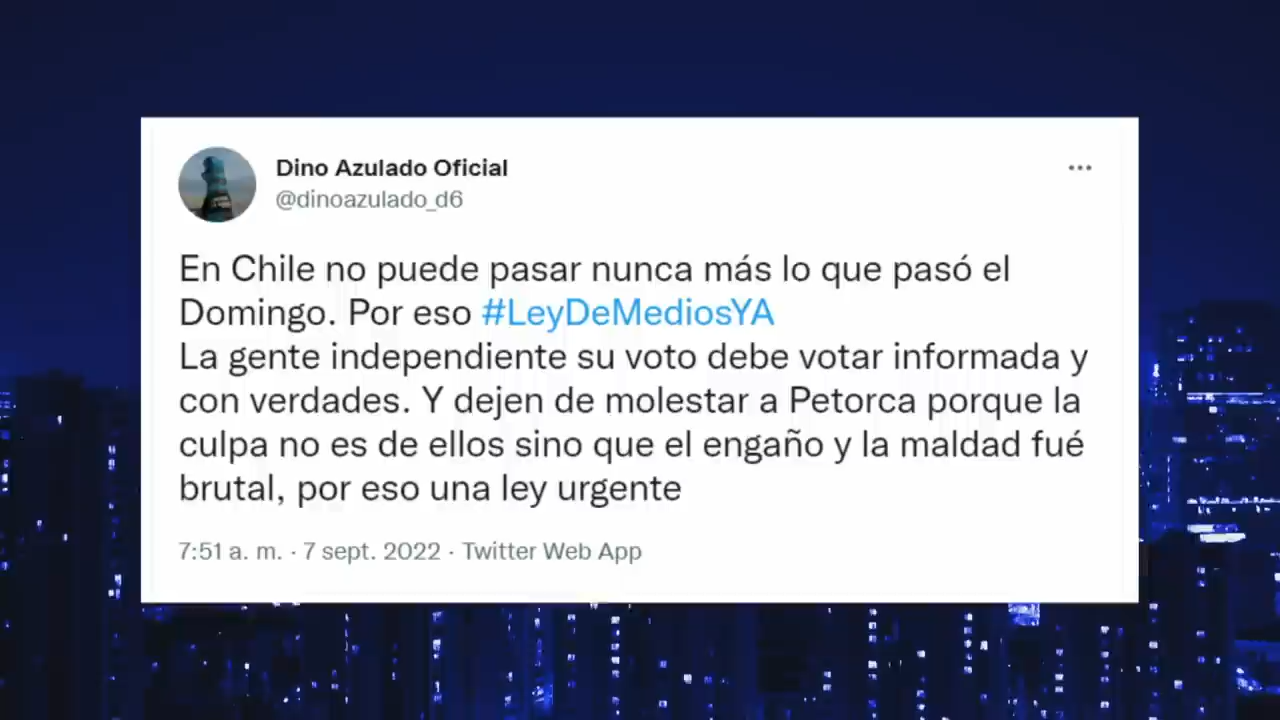 Dino Azulado Oficial
@dinoazulado_d6
En Chile no puede pasar nunca más lo que pasó el
Domingo. Por eso #LeyDeMediosYA
La gente independiente su voto debe votar informada y
con verdades. Y dejen de molestar a Petorca porque la
culpa no es de ellos sino que el engaño y la maldad fué
brutal, por eso una ley urgente
7:51 a. m. · 7 sept. 2022 · Twitter Web App